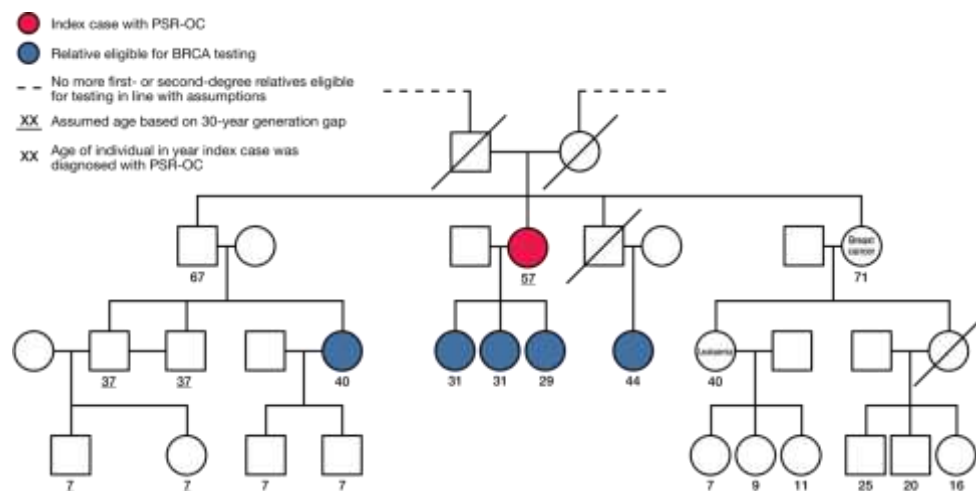 Index case with PSR-OC
Relative eligible for BRCA testing
No more first- or second-degree relatives eligible
for testing in line with assumptions
XX Assumed age based on 30-year generation gap
XX Age of individual in year index case was
diagnosed with PSR-OC
Breast
cancer
67 57 71
Leukaemia
37 37 40 31 31 29 44 40
7 7 7 7 7 9 11 25 20 16